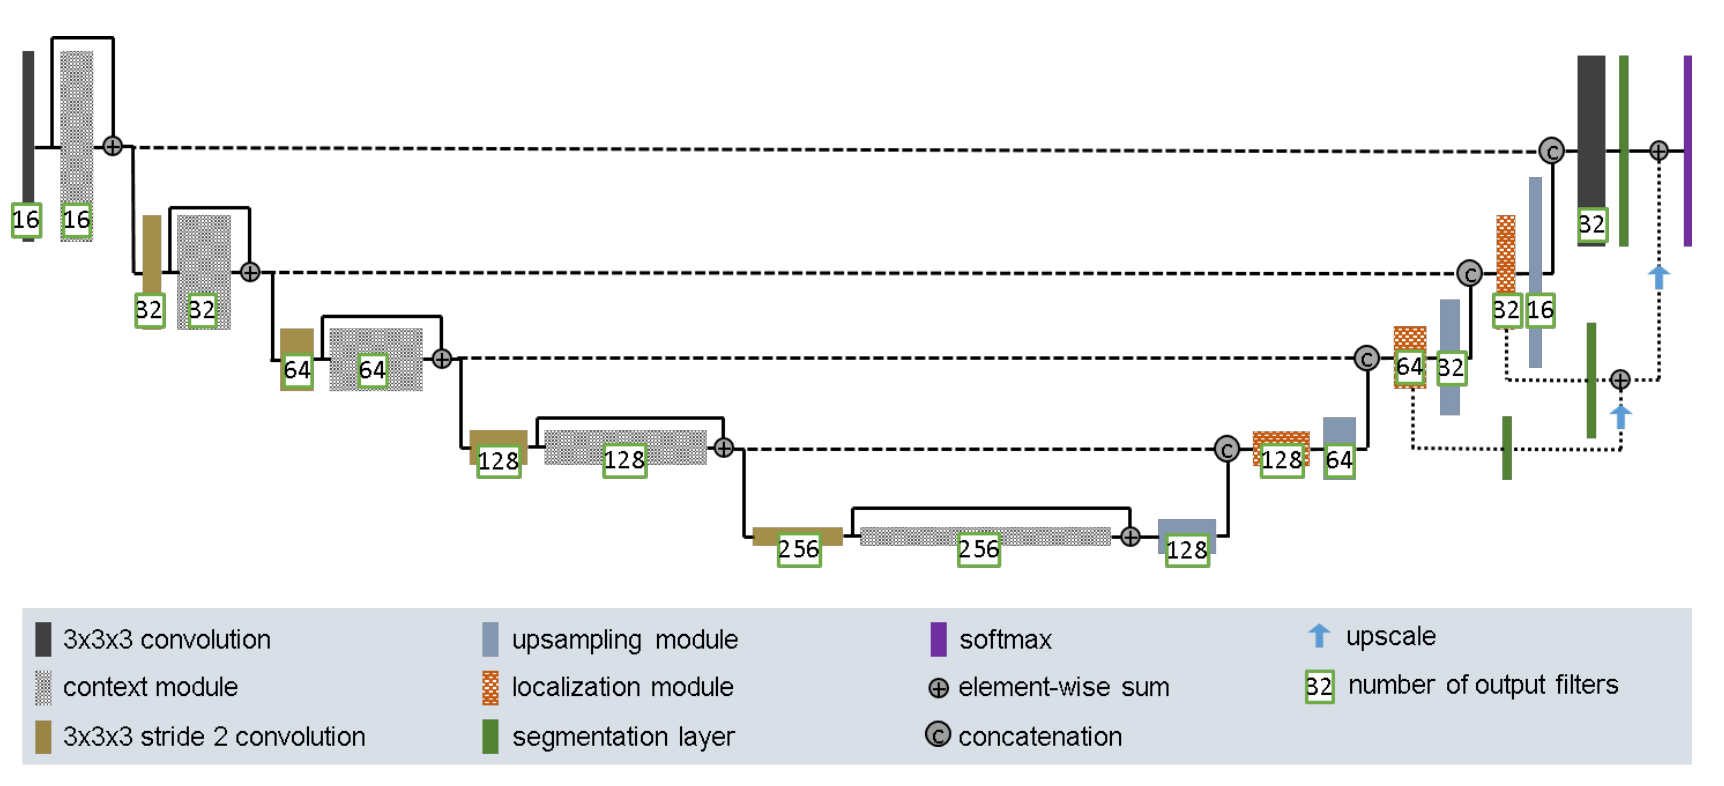 16 16 32
32 32 32 16
64 64 64 32
128 128 128 64
256 256 128
C
C
C
C
3x3x3 convolution
upsampling module
softmax
upscale
context module
localization module
element-wise sum
32 number of output filters
3x3x3 stride 2 convolution
segmentation layer
C concatenation